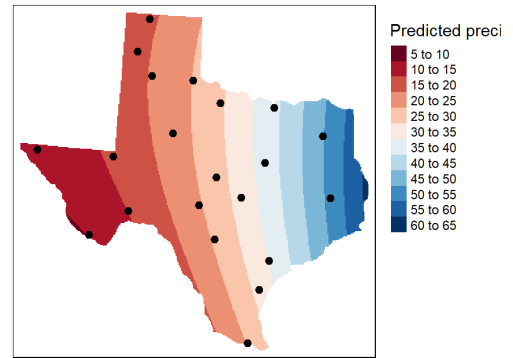 Predicted preci
5 to 10
10 to 15
15 to 20
20 to 25
25 to 30
30 to 35
35 to 40
40 to 45
45 to 50
50 to 55
55 to 60
60 to 65